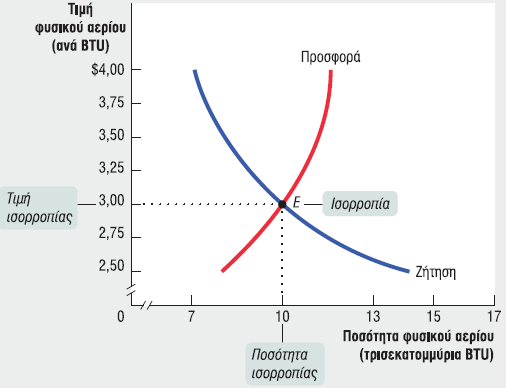 Τιμή
φυσικού αερίου
(ανά BTU)
Προσφορά
$4,00
3,75
3,50
3,25
Τιμή
ισορροπίας
3,00
E
Ισορροπία
2,75
2,50
Ζήτηση
0
7
10
13
15
17
Ποσότητα φυσικού αερίου
(τρισεκατομμύρια BTU)
Ποσότητα
ισορροπίας